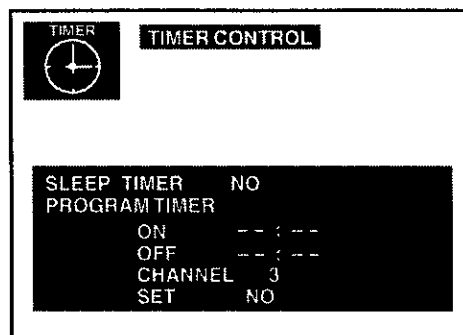 TIMER
TIMER CONTROL
SLEEP TIMER NO
PROGRAM TIMER
ON -- : --
OFF -- : --
CHANNEL 3
SET NO